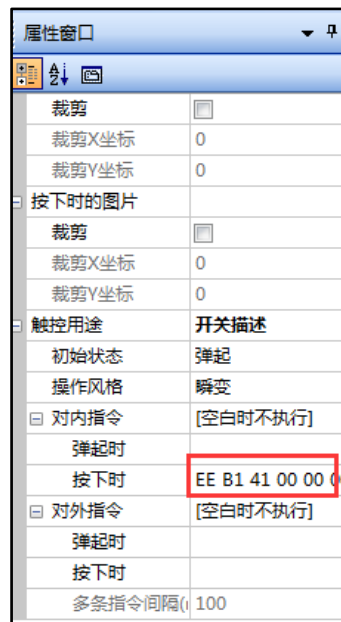 属性窗口
裁剪
裁剪X坐标 0
裁剪Y坐标 0
按下时的图片
裁剪
裁剪X坐标 0
裁剪Y坐标 0
触控用途 开关描述
初始状态 弹起
操作风格 瞬变
对内指令 [空白时不执行]
弹起时
按下时 EE B1 41 00 00
对外指令 [空白时不执行]
弹起时
按下时
多条指令间隔( 100